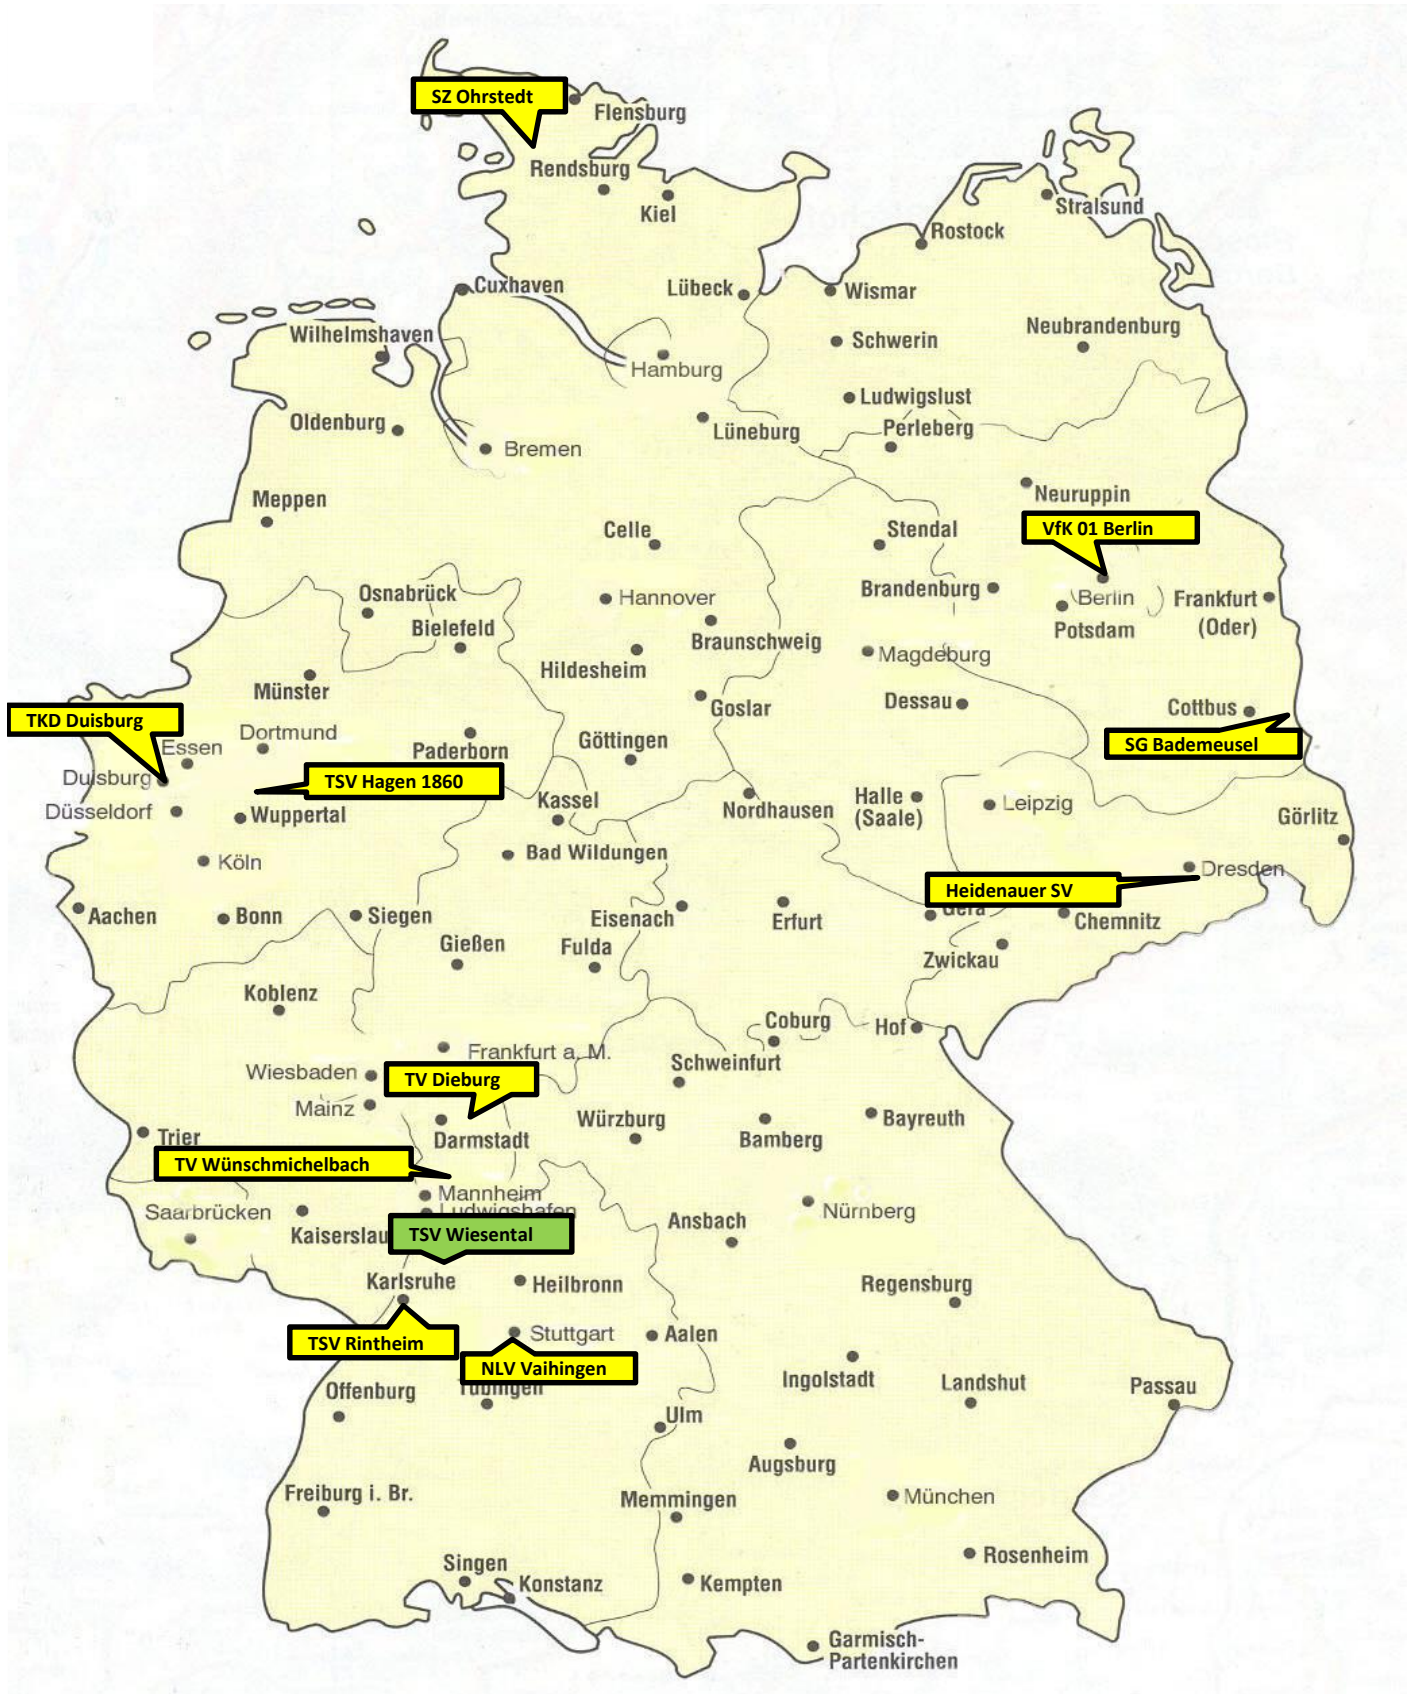 SZ Ohrstedt
Flensburg
Rendsburg
Kiel
Stralsund
Rostock
Cuxhaven
Lübeck
Wismar
Wilhelmshaven
Neubrandenburg
Schwerin
Hamburg
Ludwigslust
Oldenburg
Lüneburg
Perleberg
Bremen
Meppen
Neuruppin
Celle
Stendal
VfK 01 Berlin
Osnabrück
Hannover
Brandenburg
Berlin
Frankfurt
(Oder)
Bielefeld
Braunschweig
Potsdam
Hildesheim
Magdeburg
Münster
Goslar
Dessau
Cottbus
TKD Duisburg
Dortmund
Essen
Paderborn
Göttingen
SG Bademeusel
Duisburg
TSV Hagen 1860
Düsseldorf
Wuppertal
Kassel
Nordhausen
Halle
(Saale)
Leipzig
Görlitz
Köln
Bad Wildungen
Dresden
Heidenauer SV
Aachen
Bonn
Siegen
Eisenach
Erfurt
Gera
Chemnitz
Gießen
Fulda
Zwickau
Koblenz
Coburg
Hof
Frankfurt a. M.
Schweinfurt
Wiesbaden
TV Dieburg
Mainz
Würzburg
Bayreuth
Trier
Darmstadt
Bamberg
TV Wünschmichelbach
Mannheim
Ludwigshafen
Saarbrücken
Nürnberg
Kaiserslau
TSV Wiesental
Ansbach
Karlsruhe
Heilbronn
Regensburg
TSV Rintheim
Stuttgart
Aalen
NLV Vaihingen
Tübingen
Offenburg
Ingolstadt
Landshut
Passau
Ulm
Augsburg
Freiburg i. Br.
Memmingen
München
Singen
Konstanz
Kempten
Rosenheim
Garmisch-
Partenkirchen